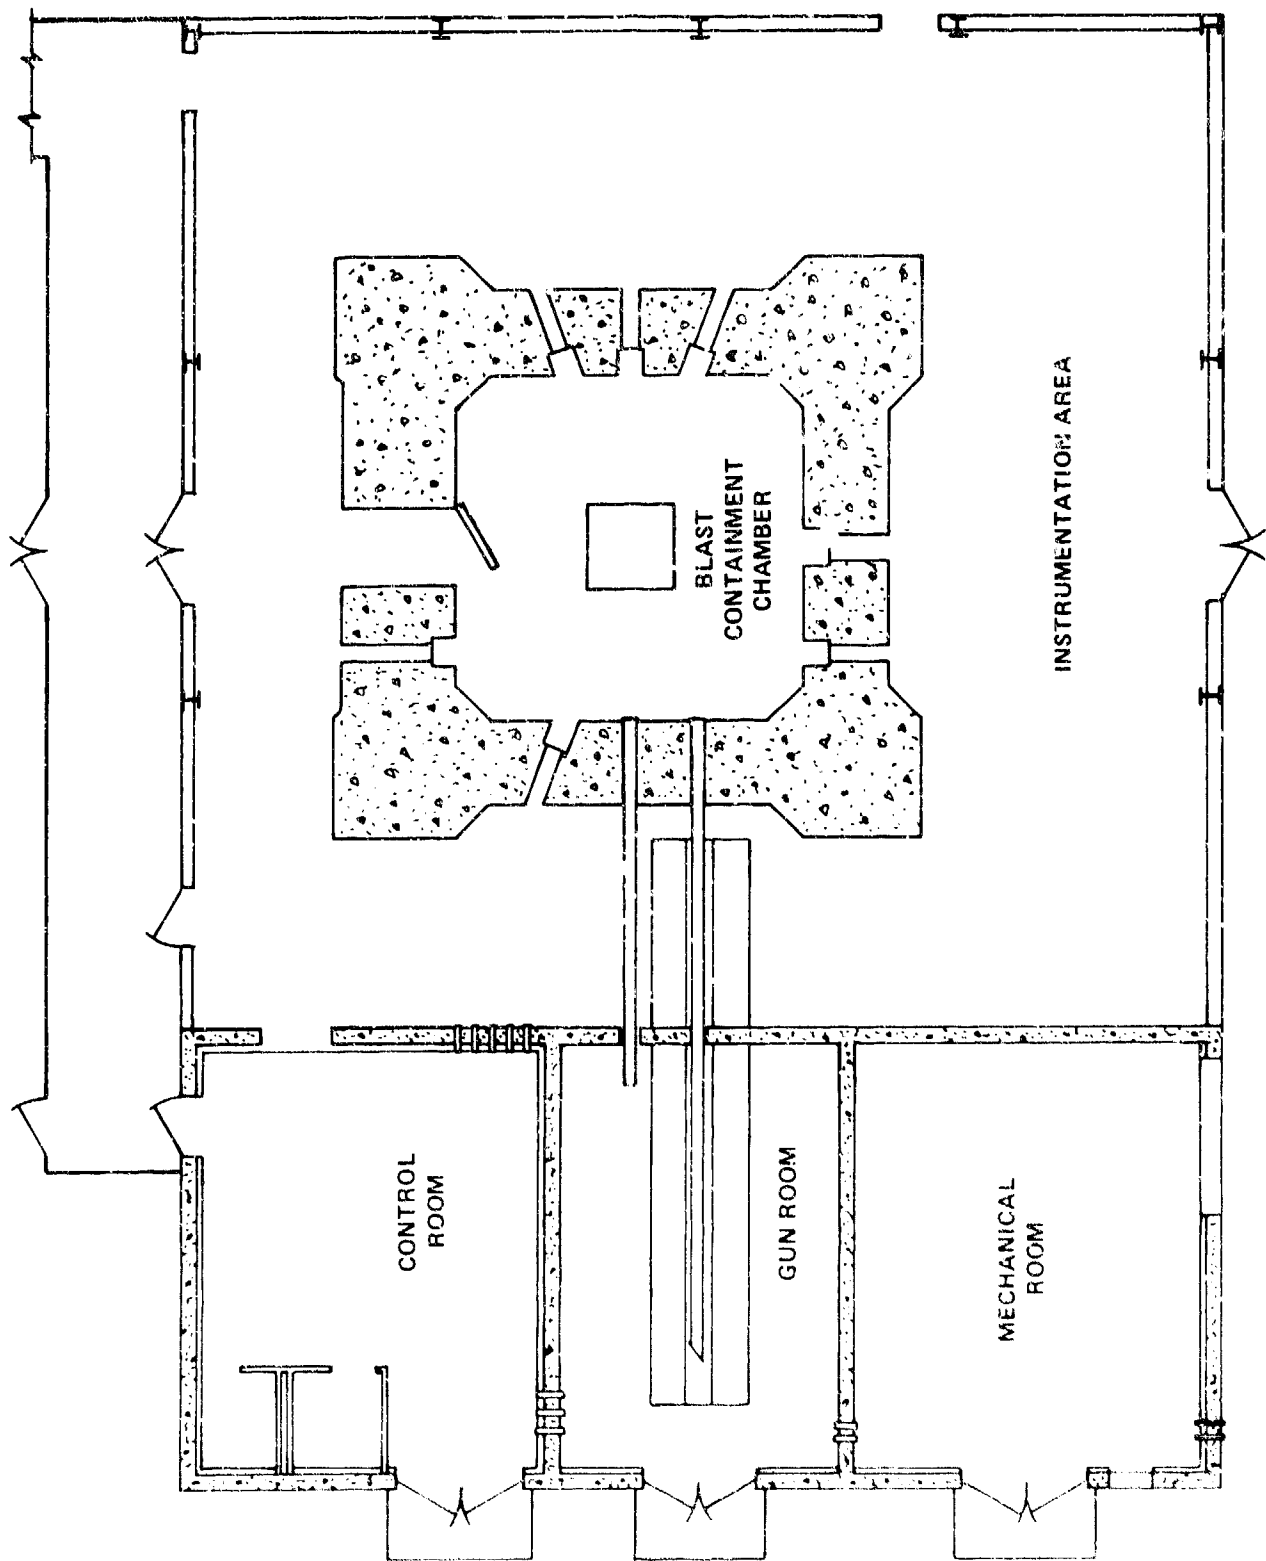 INSTRUMENTATION AREA
BLAST
CONTAINMENT
CHAMBER
CONTROL
ROOM
GUN ROOM
MECHANICAL
ROOM